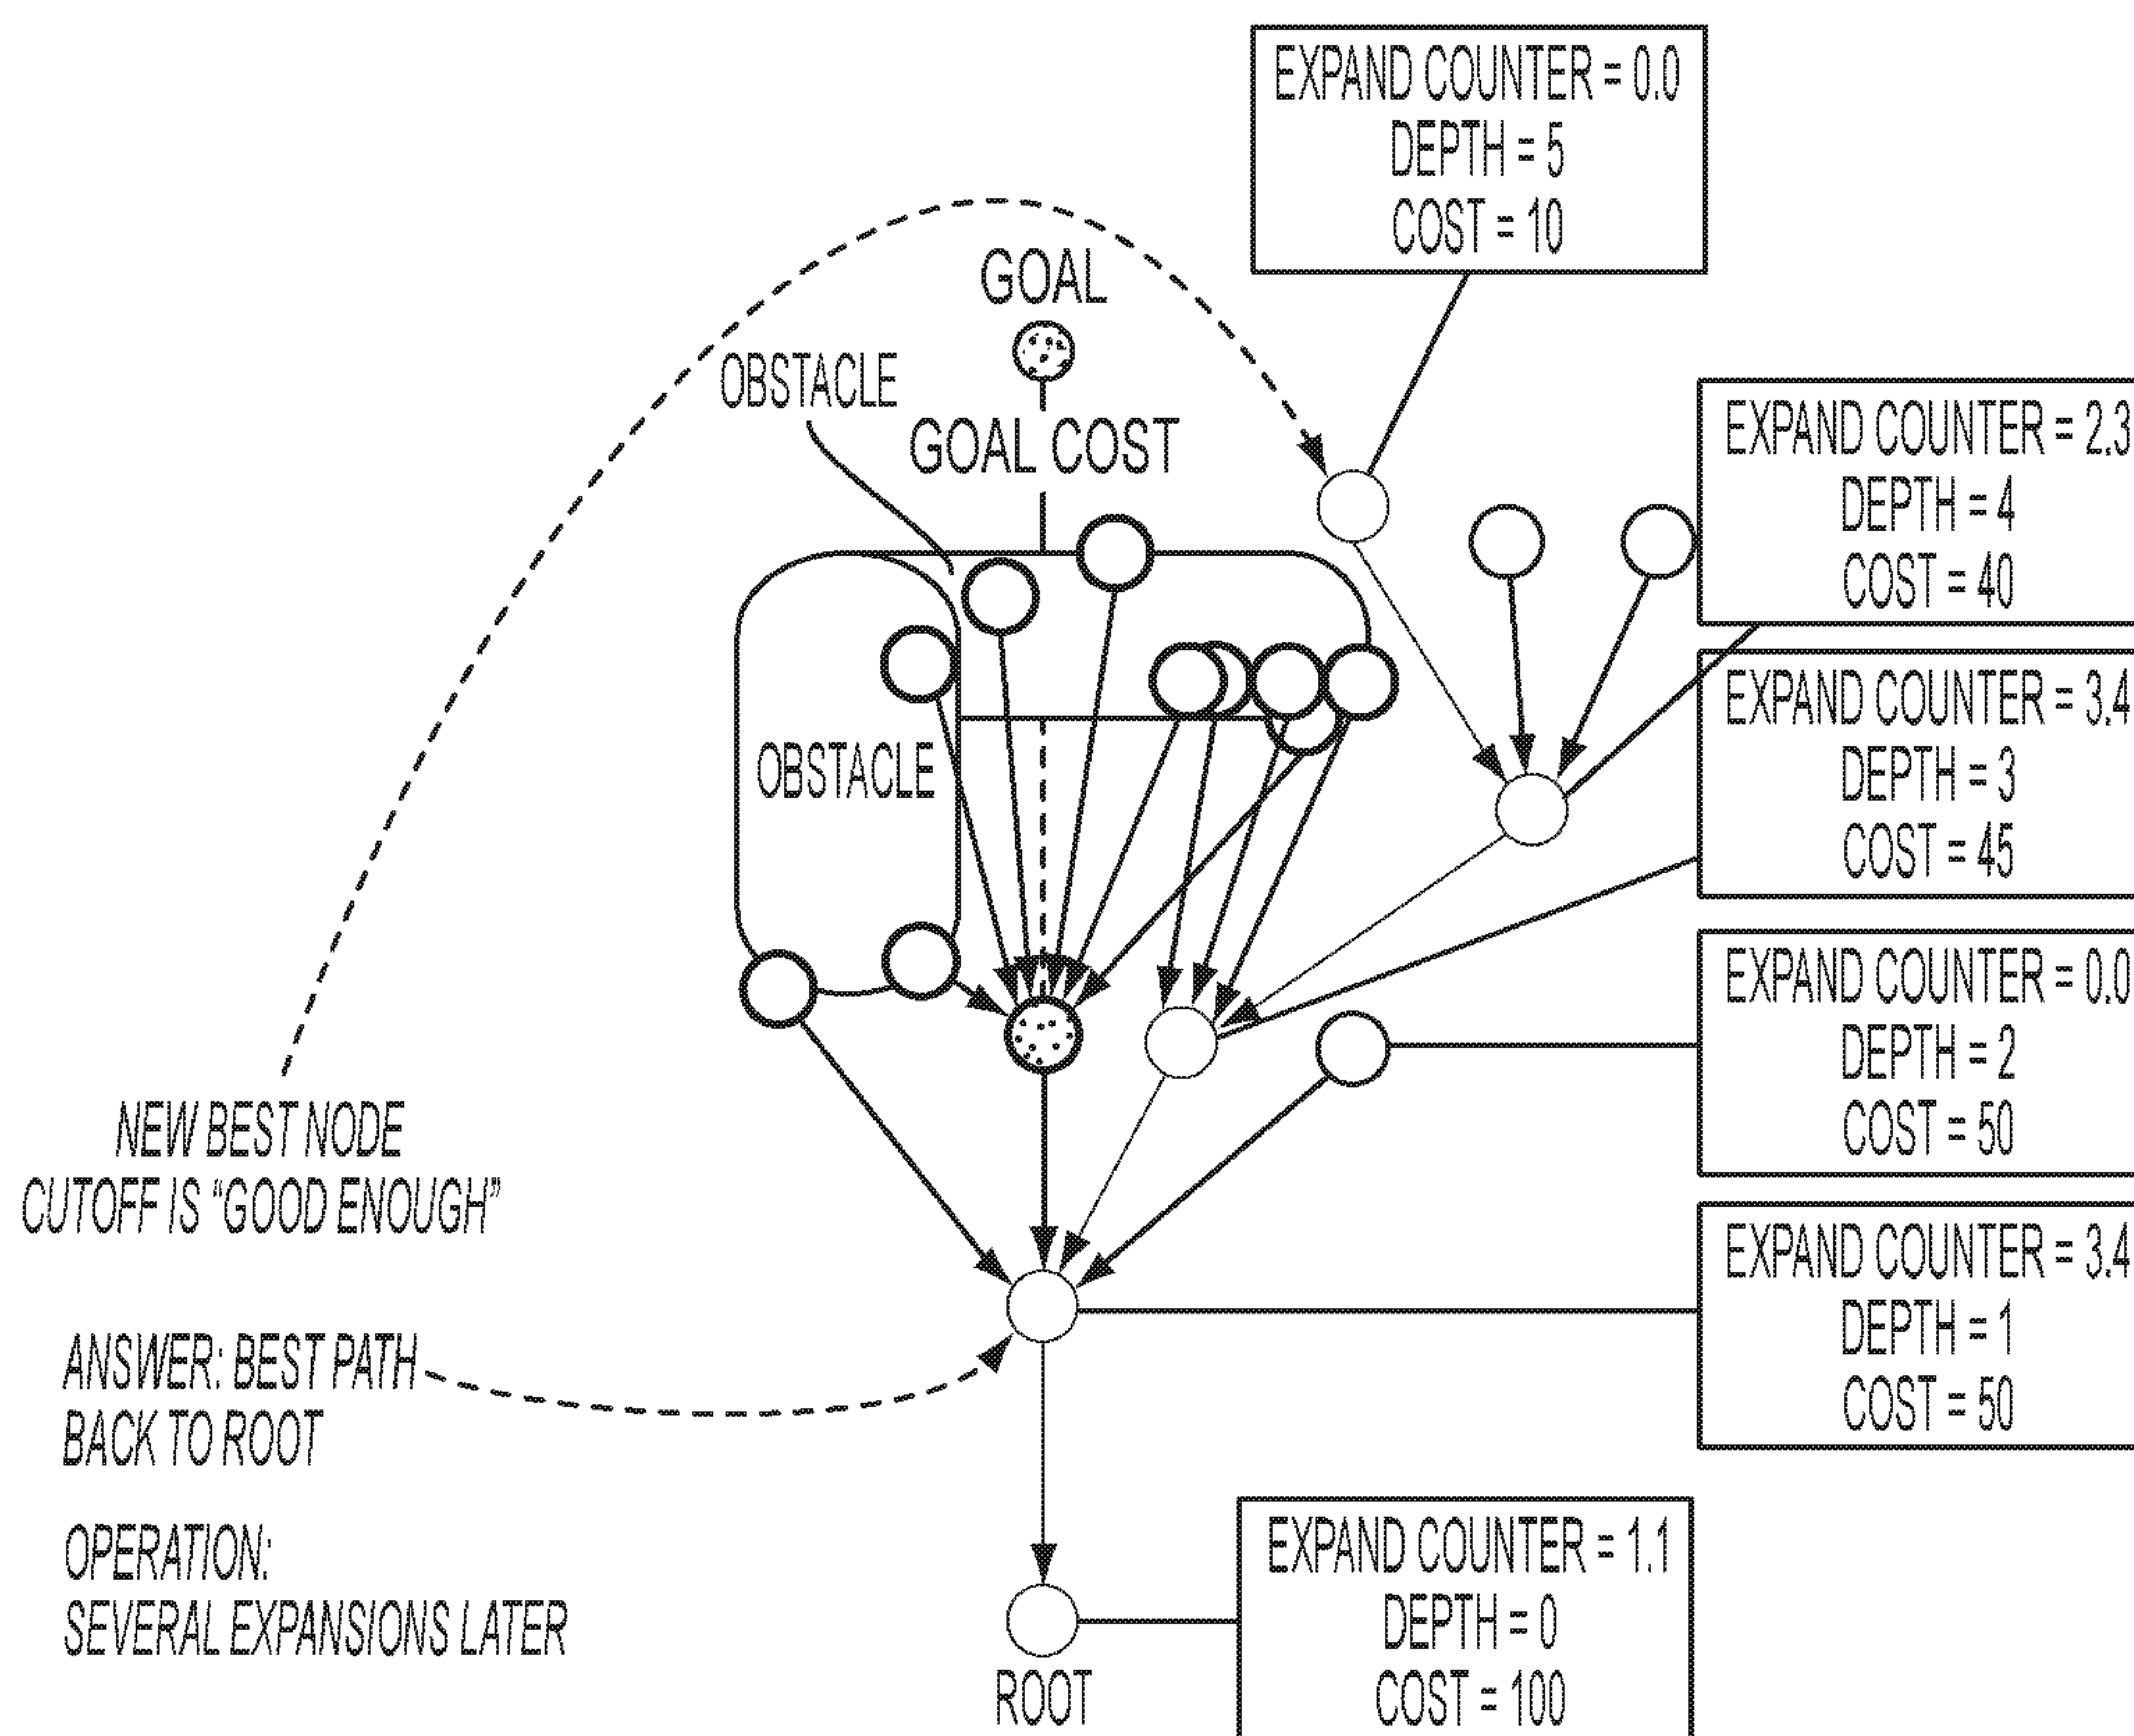 EXPAND COUNTER = 0.0
DEPTH = 5
COST = 10
GOAL
OBSTACLE
GOAL COST
EXPAND COUNTER = 2.3
DEPTH = 4
COST = 40
EXPAND COUNTER = 3.4
DEPTH = 3
COST = 45
OBSTACLE
EXPAND COUNTER = 0.0
DEPTH = 2
COST = 50
NEW BEST NODE
CUTOFF IS “GOOD ENOUGH”
EXPAND COUNTER = 3.4
DEPTH = 1
COST = 50
ANSWER: BEST PATH
BACK TO ROOT
OPERATION:
SEVERAL EXPANSIONS LATER
EXPAND COUNTER = 1.1
DEPTH = 0
COST = 100
ROOT